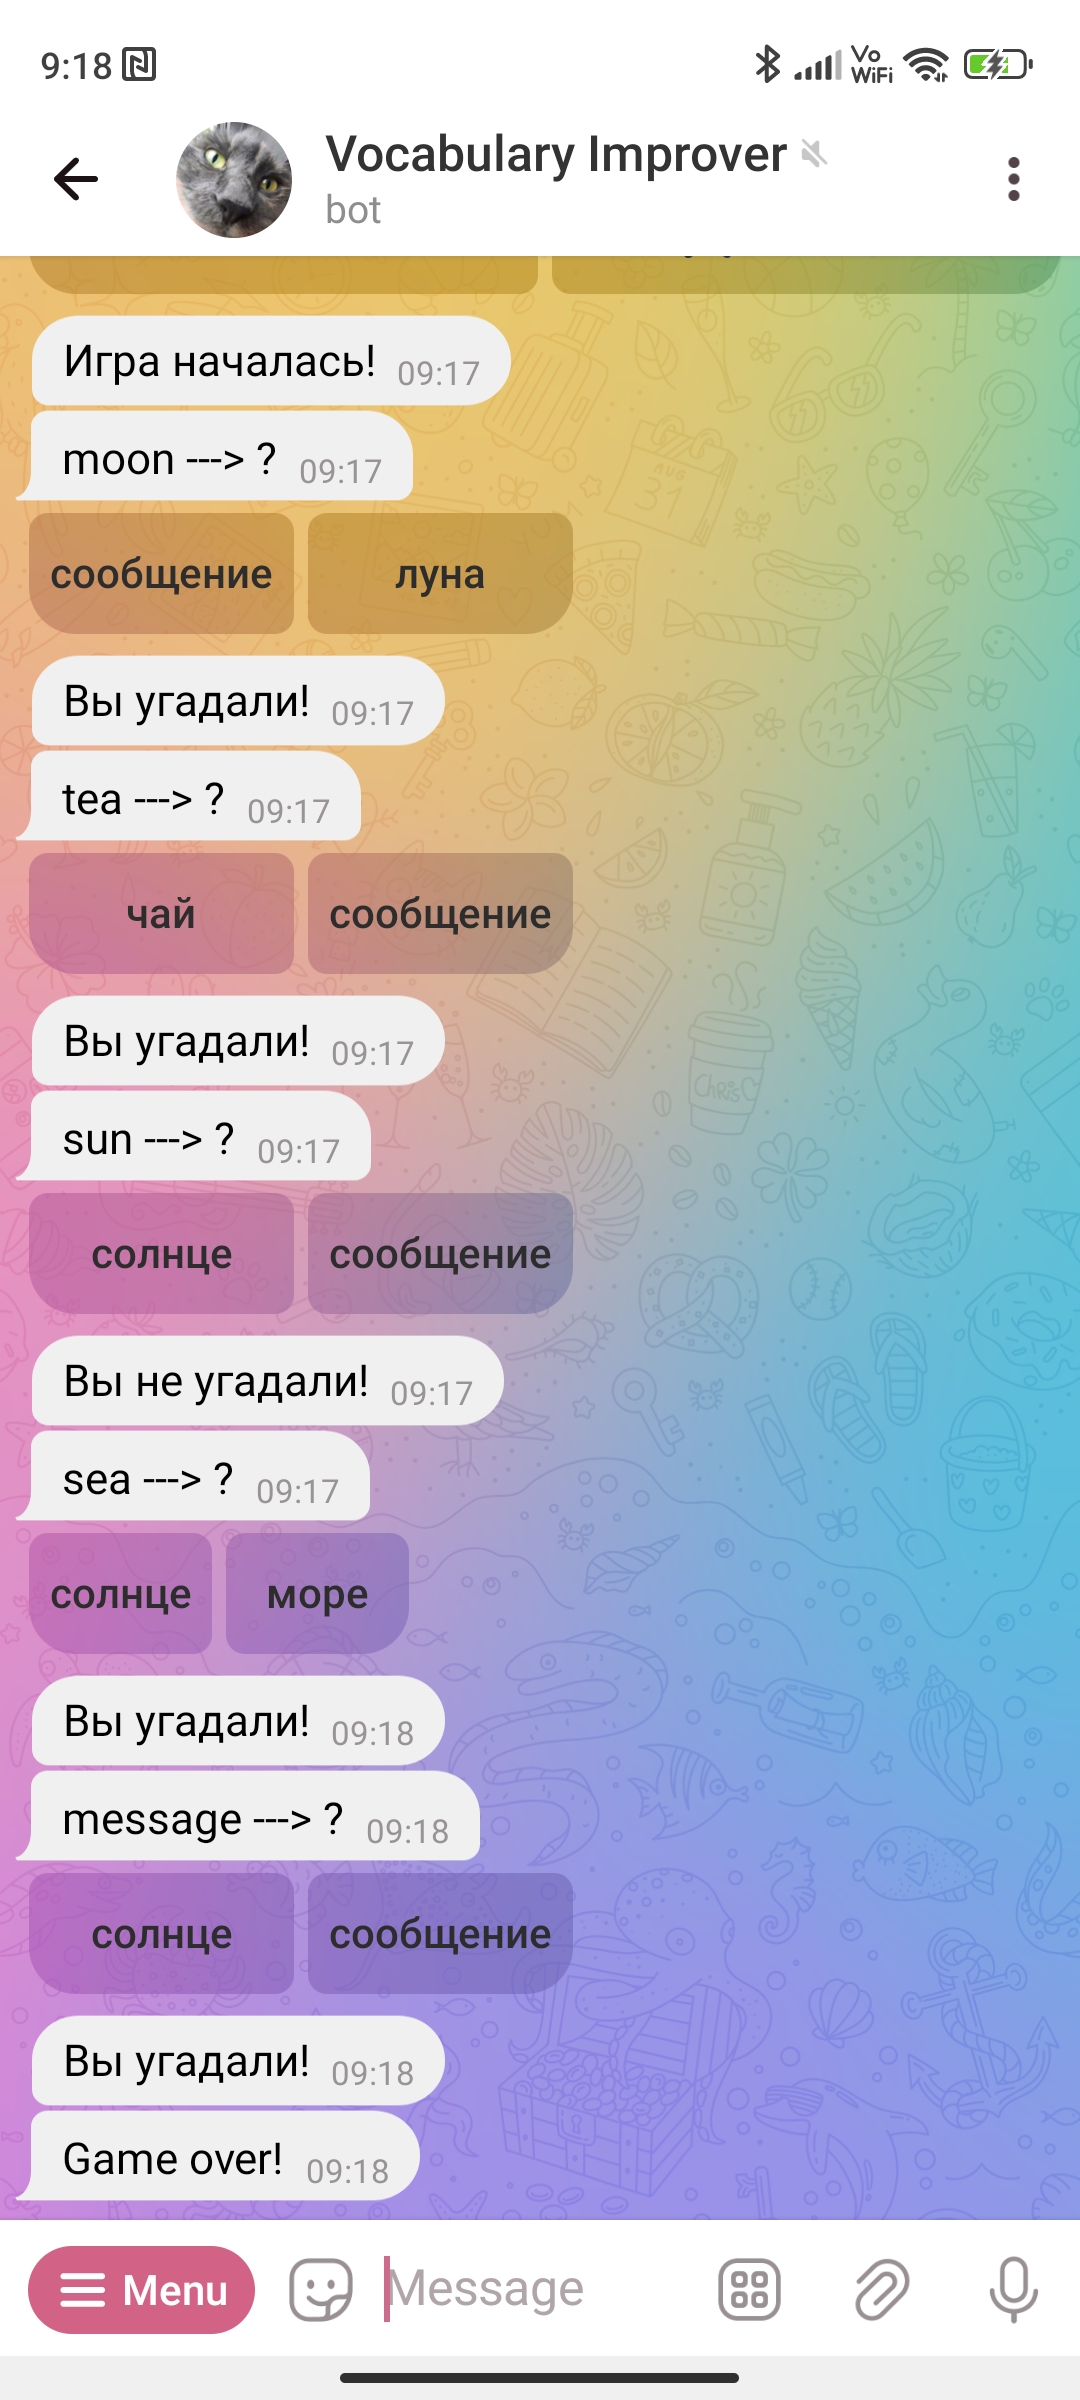 9:18
Vo
WiFi
Vocabulary Improver
bot
Игра началась! 09:17
moon ---> ? 09:17
сообщение луна
Вы угадали! 09:17
tea ---> ? 09:17
чай сообщение
Вы угадали! 09:17
sun ---> ? 09:17
солнце сообщение
Вы не угадали! 09:17
sea ---> ? 09:17
солнце море
Вы угадали! 09:18
message ---> ? 09:18
солнце сообщение
Вы угадали! 09:18
Game over! 09:18
Menu Message